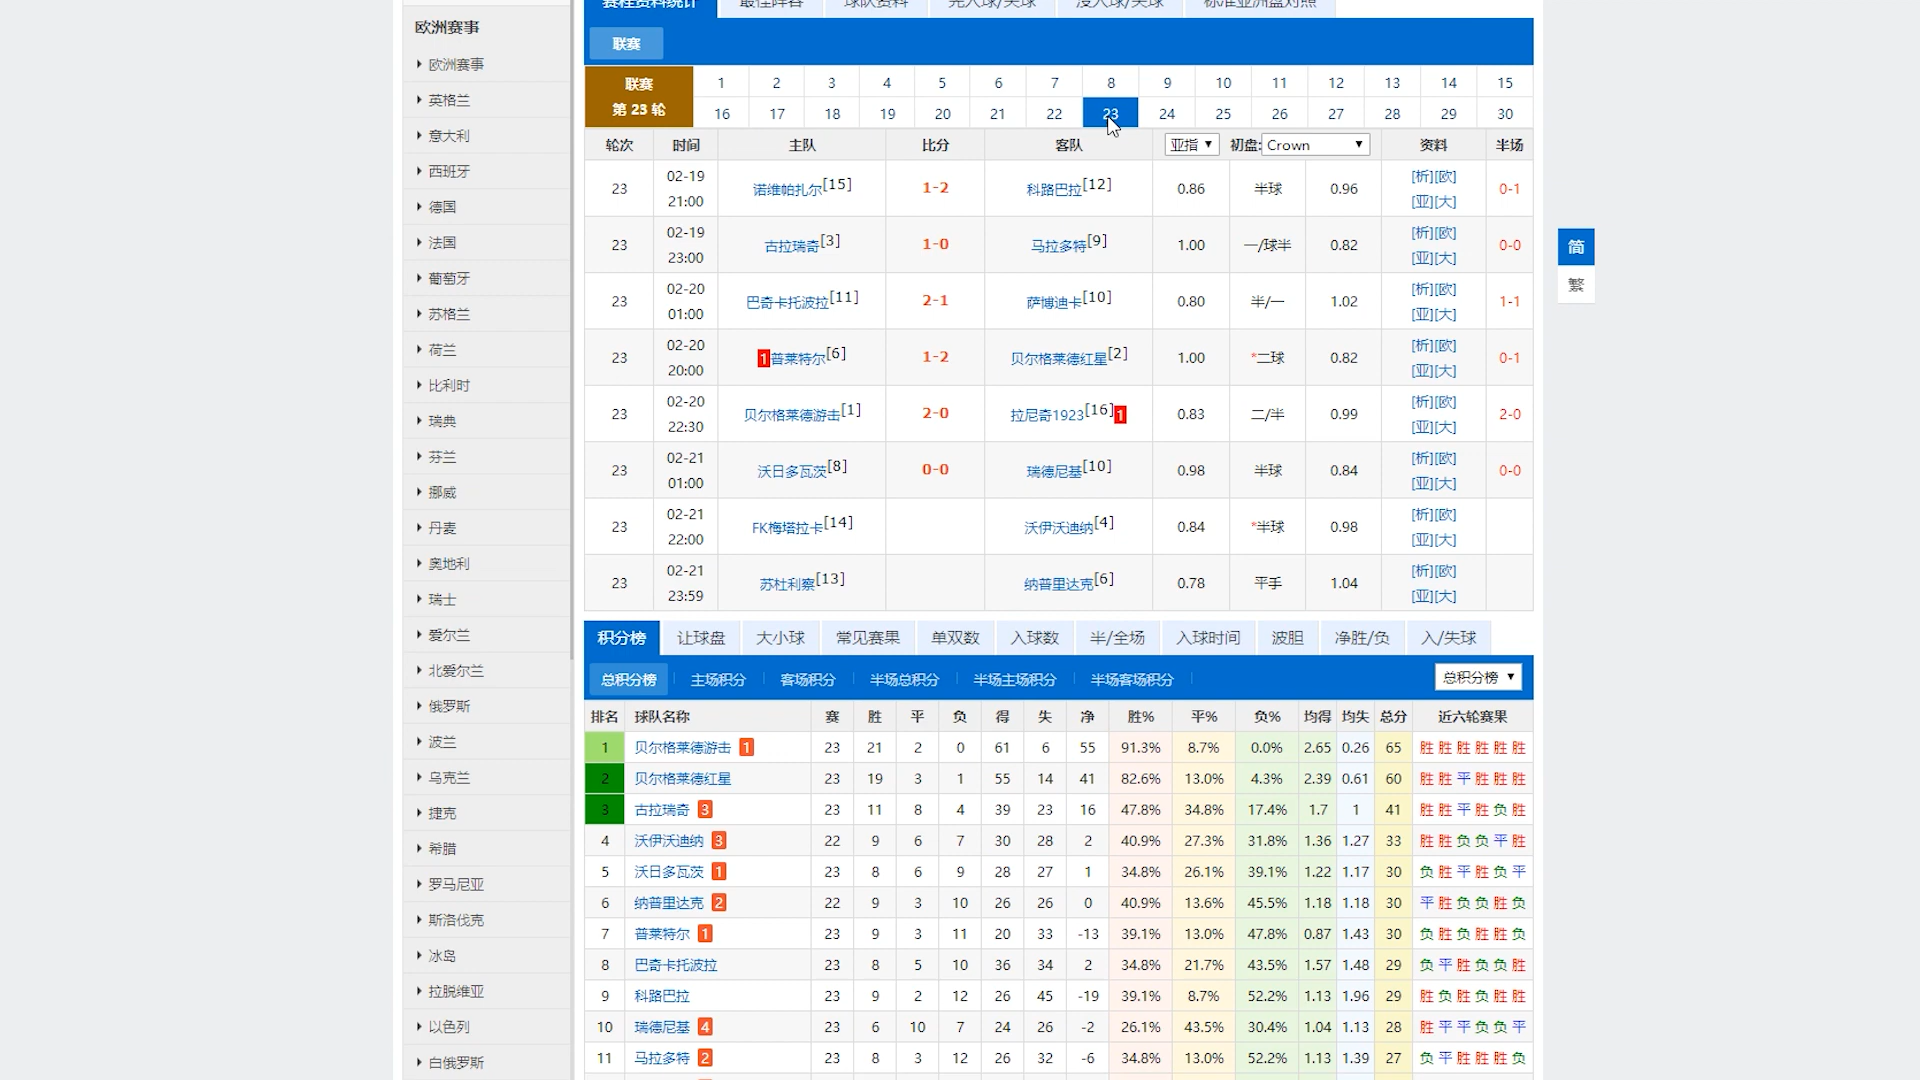 赛程资料统计 最佳阵容 球队资料 先入球/失球 没入球/失球 标准亚洲盘对照
欧洲赛事
欧洲赛事
英格兰
意大利
西班牙
德国
法国
葡萄牙
苏格兰
荷兰
比利时
瑞典
芬兰
挪威
丹麦
奥地利
瑞士
爱尔兰
北爱尔兰
俄罗斯
波兰
乌克兰
捷克
希腊
罗马尼亚
斯洛伐克
冰岛
拉脱维亚
以色列
白俄罗斯
联赛
联赛
第 23 轮
1 2 3 4 5 6 7 8 9 10 11 12 13 14 15
16 17 18 19 20 21 22 23 24 25 26 27 28 29 30
轮次 时间 主队 比分 客队 亚指 初盘: Crown 资料 半场
23 02-19 21:00 诺维帕扎尔[15] 1-2 科路巴拉[12] 0.86 半球 0.96 [析][欧] [亚][大] 0-1
23 02-19 23:00 古拉瑞奇[3] 1-0 马拉多特[9] 1.00 一/球半 0.82 [析][欧] [亚][大] 0-0
23 02-20 01:00 巴奇卡托波拉[11] 2-1 萨博迪卡[10] 0.80 半/一 1.02 [析][欧] [亚][大] 1-1
23 02-20 20:00 1 普莱特尔[6] 1-2 贝尔格莱德红星[2] 1.00 *二球 0.82 [析][欧] [亚][大] 0-1
23 02-20 22:30 贝尔格莱德游击[1] 2-0 拉尼奇1923[16] 1 0.83 二/半 0.99 [析][欧] [亚][大] 2-0
23 02-21 01:00 沃日多瓦茨[8] 0-0 瑞德尼基[10] 0.98 半球 0.84 [析][欧] [亚][大] 0-0
23 02-21 22:00 FK梅塔拉卡[14] 沃伊沃迪纳[4] 0.84 *半球 0.98 [析][欧] [亚][大]
23 02-21 23:59 苏杜利察[13] 纳普里达克[6] 0.78 平手 1.04 [析][欧] [亚][大]
简
繁
积分榜 让球盘 大小球 常见赛果 单双数 入球数 半/全场 入球时间 波胆 净胜/负 入/失球
总积分榜 主场积分 客场积分 半场总积分 半场主场积分 半场客场积分 总积分榜
排名 球队名称 赛 胜 平 负 得 失 净 胜% 平% 负% 均得 均失 总分 近六轮赛果
1 贝尔格莱德游击 1 23 21 2 0 61 6 55 91.3% 8.7% 0.0% 2.65 0.26 65 胜 胜 胜 胜 胜 胜
2 贝尔格莱德红星 23 19 3 1 55 14 41 82.6% 13.0% 4.3% 2.39 0.61 60 胜 胜 平 胜 胜 胜
3 古拉瑞奇 3 23 11 8 4 39 23 16 47.8% 34.8% 17.4% 1.7 1 41 胜 胜 平 胜 负 胜
4 沃伊沃迪纳 3 22 9 6 7 30 28 2 40.9% 27.3% 31.8% 1.36 1.27 33 胜 胜 负 负 平 胜
5 沃日多瓦茨 1 23 8 6 9 28 27 1 34.8% 26.1% 39.1% 1.22 1.17 30 负 胜 平 胜 负 平
6 纳普里达克 2 22 9 3 10 26 26 0 40.9% 13.6% 45.5% 1.18 1.18 30 平 胜 负 负 胜 负
7 普莱特尔 1 23 9 3 11 20 33 -13 39.1% 13.0% 47.8% 0.87 1.43 30 负 胜 负 胜 胜 负
8 巴奇卡托波拉 23 8 5 10 36 34 2 34.8% 21.7% 43.5% 1.57 1.48 29 负 平 胜 负 负 胜
9 科路巴拉 23 9 2 12 26 45 -19 39.1% 8.7% 52.2% 1.13 1.96 29 胜 负 胜 负 胜 胜
10 瑞德尼基 4 23 6 10 7 24 26 -2 26.1% 43.5% 30.4% 1.04 1.13 28 胜 平 平 负 负 平
11 马拉多特 2 23 8 3 12 26 32 -6 34.8% 13.0% 52.2% 1.13 1.39 27 负 平 胜 胜 胜 负